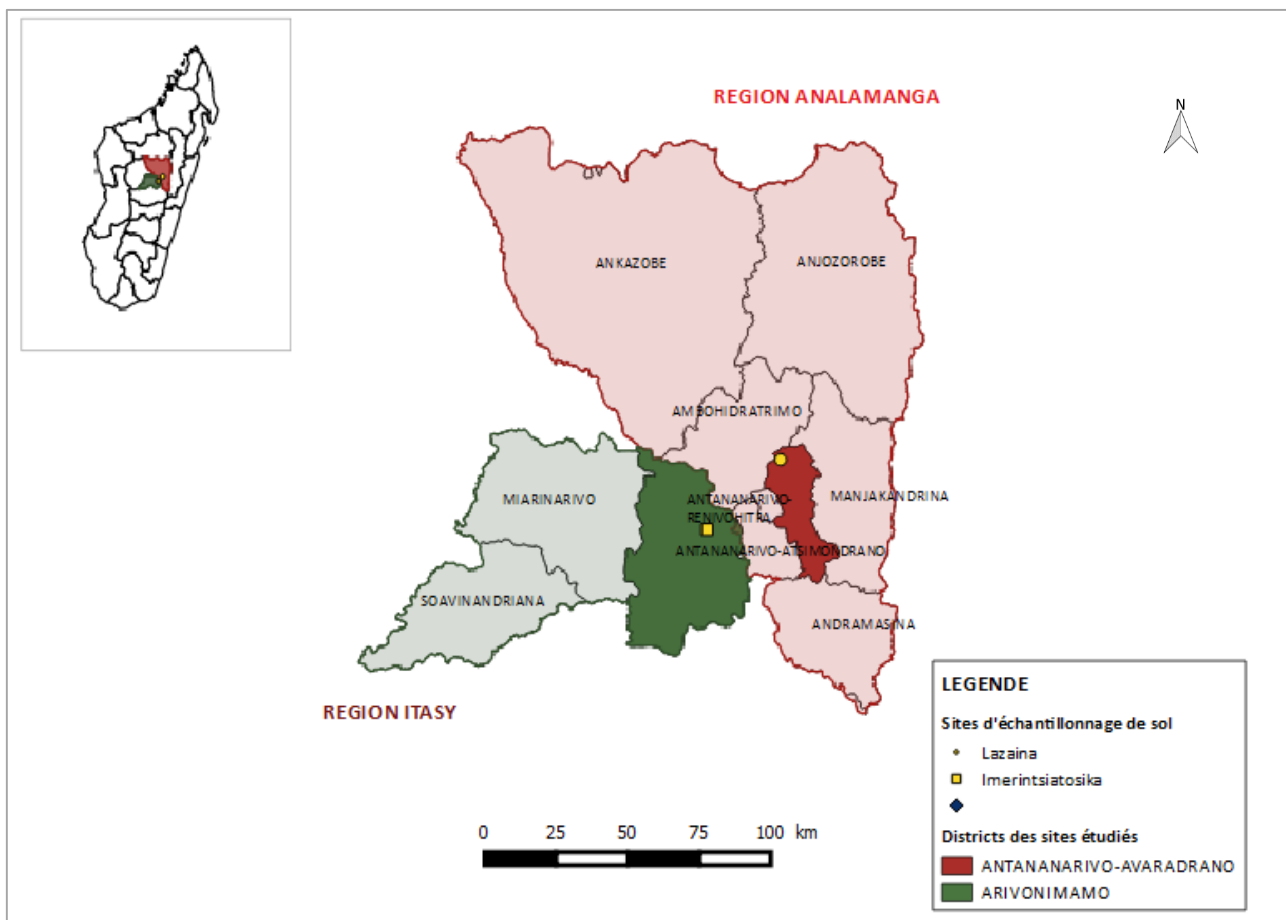 REGION ANALAMANGA
N
ANKAZOBE
ANJOZOROBE
AMBOHIDRATRIMO
MIARINARIVO
ANTANANARIVO-
RENIVOHITRA
MANJAKANDRINA
ANTANANARIVO-ATSIMONDRANO
SOAVINANDRIANA
ANDRAMASINA
REGION ITASY
LEGENDE
Sites d'échantillonnage de sol
Lazaina
Imerintsiatosika
Districts des sites étudiés
ANTANANARIVO-AVARADRANO
ARIVONIMAMO
0 25 50 75 100 km